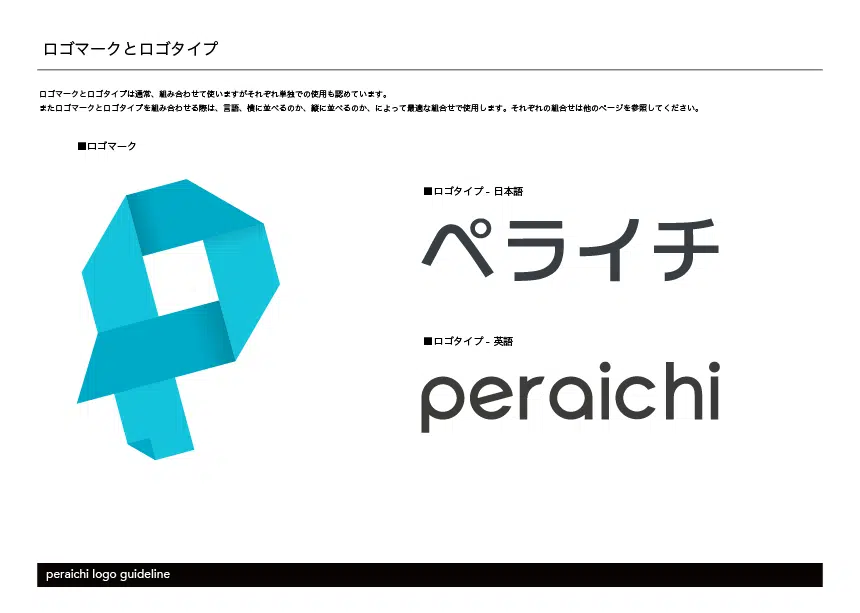 ロゴマークとロゴタイプ
ロゴマークとロゴタイプは通常、組み合わせて使いますがそれぞれ単独での使用も認めています。
またロゴマークとロゴタイプを組み合わせる際は、言語、横に並べるのか、縦に並べるのか、によって最適な組合せで使用します。それぞれの組合せは他のページを参照してください。
■ロゴマーク
■ロゴタイプ - 日本語
ペライチ
■ロゴタイプ - 英語
peraichi
peraichi logo guideline